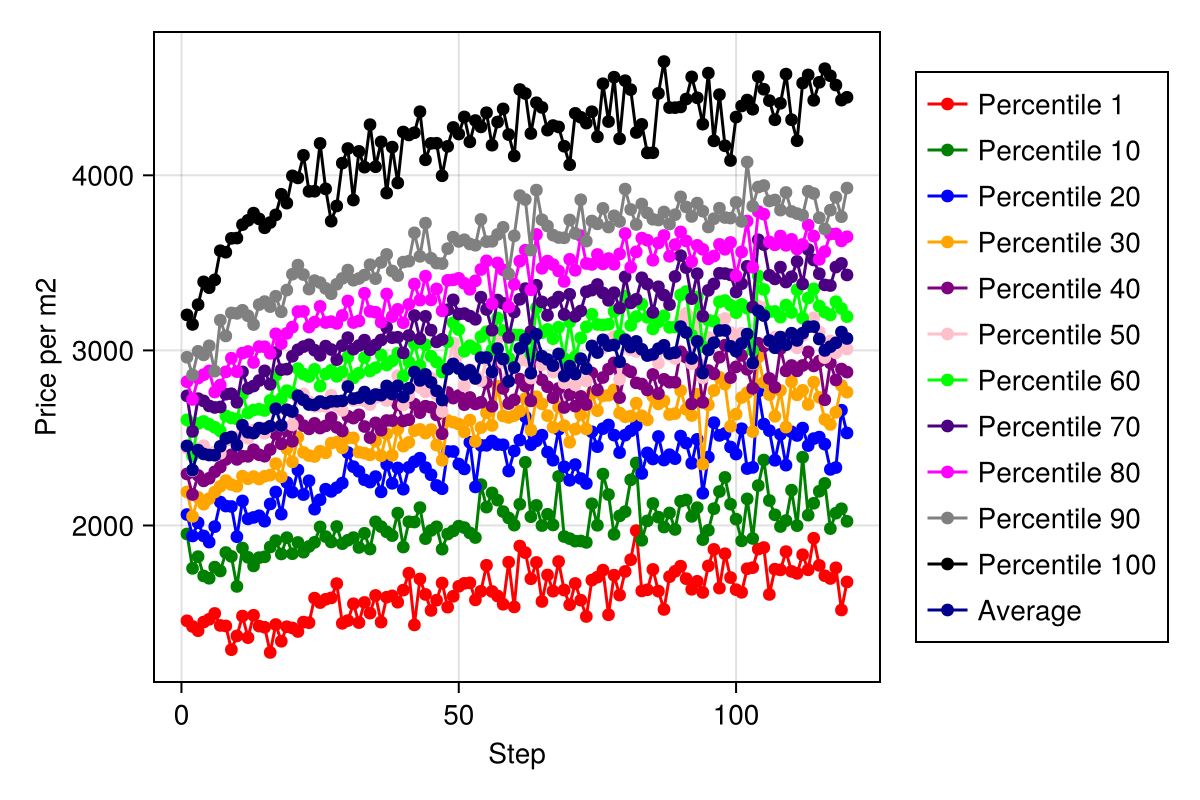 Price per m2
4000
3000
2000
0
50
100
Step
Percentile 1
Percentile 10
Percentile 20
Percentile 30
Percentile 40
Percentile 50
Percentile 60
Percentile 70
Percentile 80
Percentile 90
Percentile 100
Average